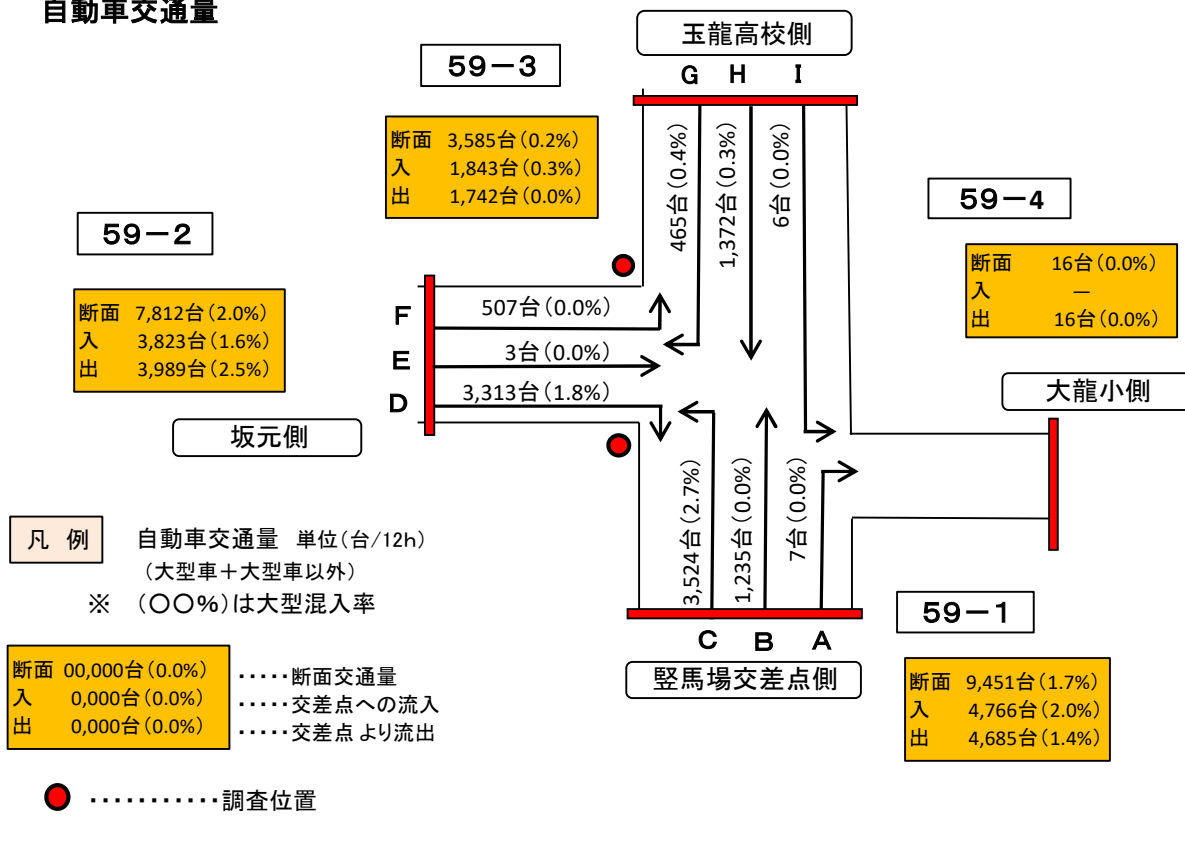 自動車交通量
玉龍高校側
59－3
G H I
断面 3,585台(0.2%)
入 1,843台(0.3%)
出 1,742台(0.0%)
465台(0.4%)
1,372台(0.3%)
6台(0.0%)
59－4
59－2
断面 16台(0.0%)
入 －
出 16台(0.0%)
断面 7,812台(2.0%)
入 3,823台(1.6%)
出 3,989台(2.5%)
F 507台(0.0%)
E 3台(0.0%)
D 3,313台(1.8%)
大龍小側
坂元側
3,524台(2.7%)
1,235台(0.0%)
7台(0.0%)
凡 例 自動車交通量 単位(台/12h)
(大型車＋大型車以外)
※ (〇〇%)は大型混入率
59－1
C B A
竪馬場交差点側
断面 00,000台(0.0%) ・・・・・断面交通量
入 0,000台(0.0%) ・・・・・交差点への流入
出 0,000台(0.0%) ・・・・・交差点より流出
断面 9,451台(1.7%)
入 4,766台(2.0%)
出 4,685台(1.4%)
・・・・・・・・・・・調査位置